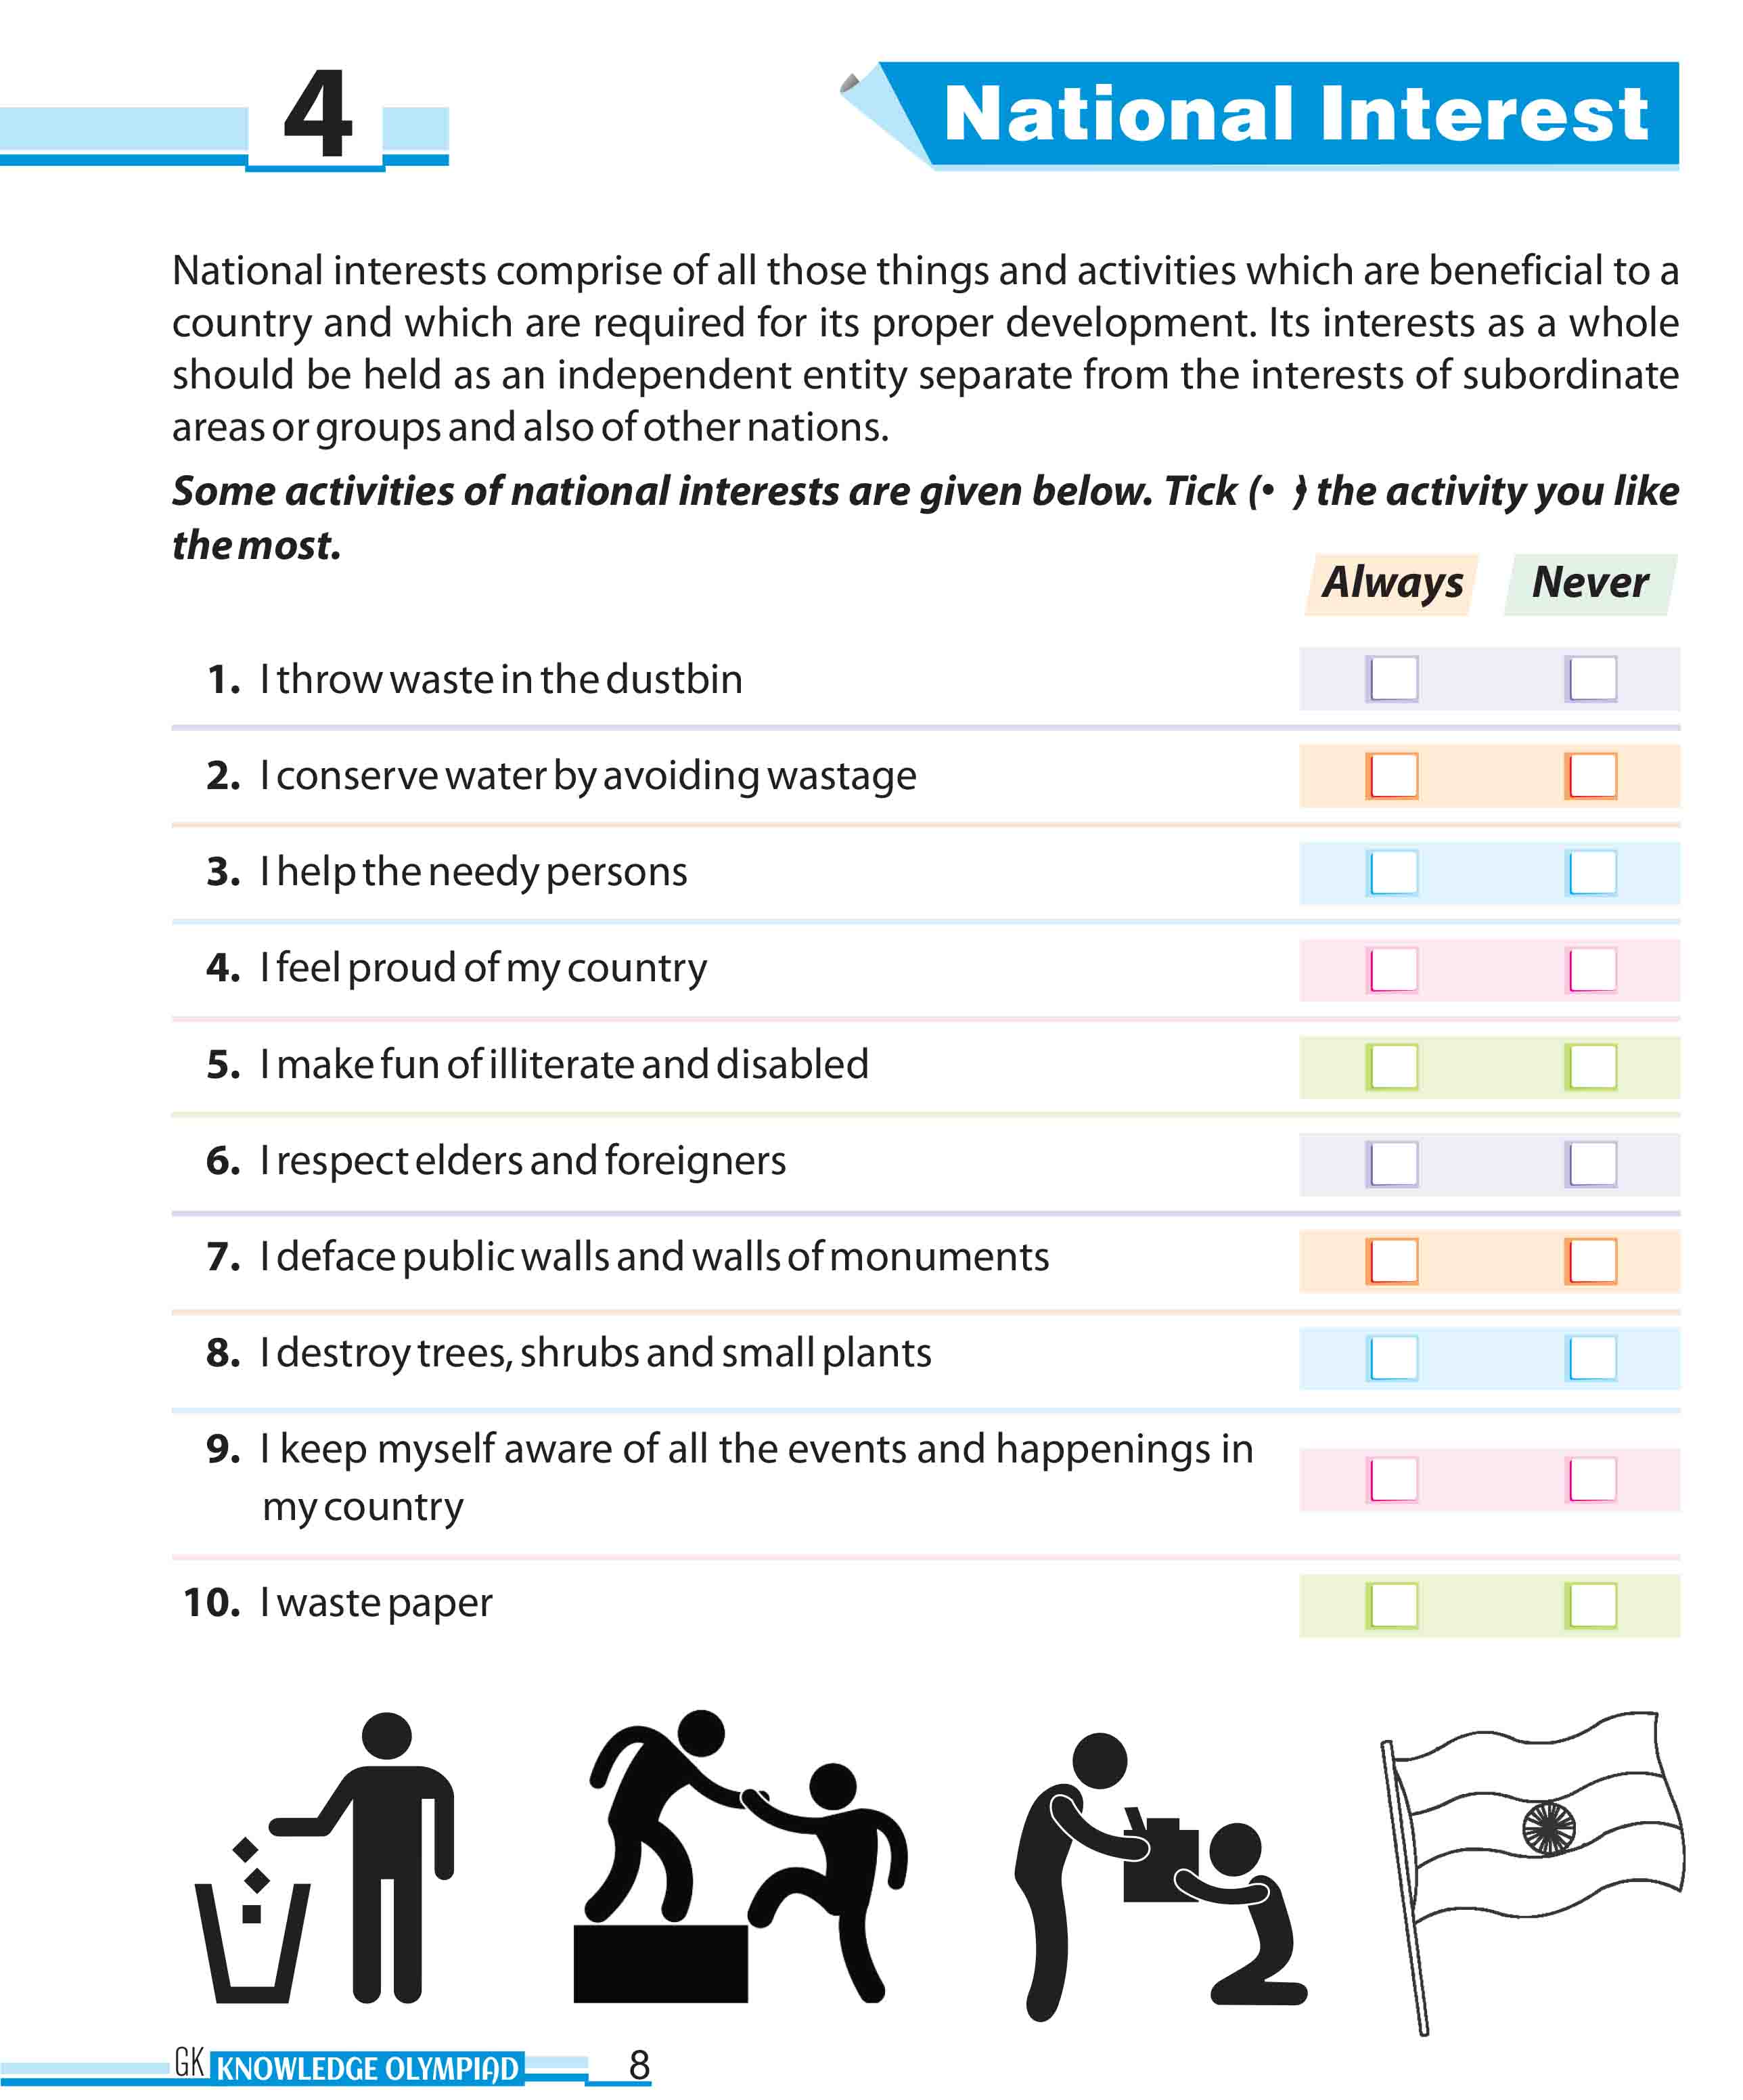 4
National Interest
National interests comprise of all those things and activities which are beneficial to a
country and which are required for its proper development. Its interests as a whole
should be held as an independent entity separate from the interests of subordinate
areas or groups and also of other nations.
Some activities of national interests are given below. Tick (• ) the activity you like
the most.
Always Never
1. I throw waste in the dustbin
2. I conserve water by avoiding wastage
3. I help the needy persons
4. I feel proud of my country
5. I make fun of illiterate and disabled
6. I respect elders and foreigners
7. I deface public walls and walls of monuments
8. I destroy trees, shrubs and small plants
9. I keep myself aware of all the events and happenings in
my country
10. I waste paper
GK KNOWLEDGE OLYMPIAD 8